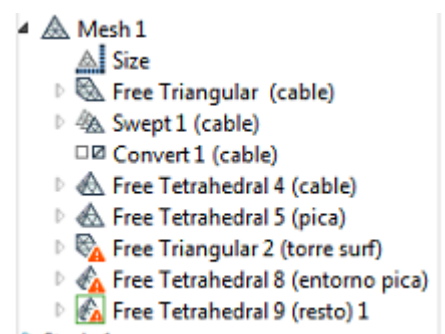 Mesh 1
Size
Free Triangular (cable)
Swept 1 (cable)
Convert 1 (cable)
Free Tetrahedral 4 (cable)
Free Tetrahedral 5 (pica)
Free Triangular 2 (torre surf)
Free Tetrahedral 8 (entorno pica)
Free Tetrahedral 9 (resto) 1